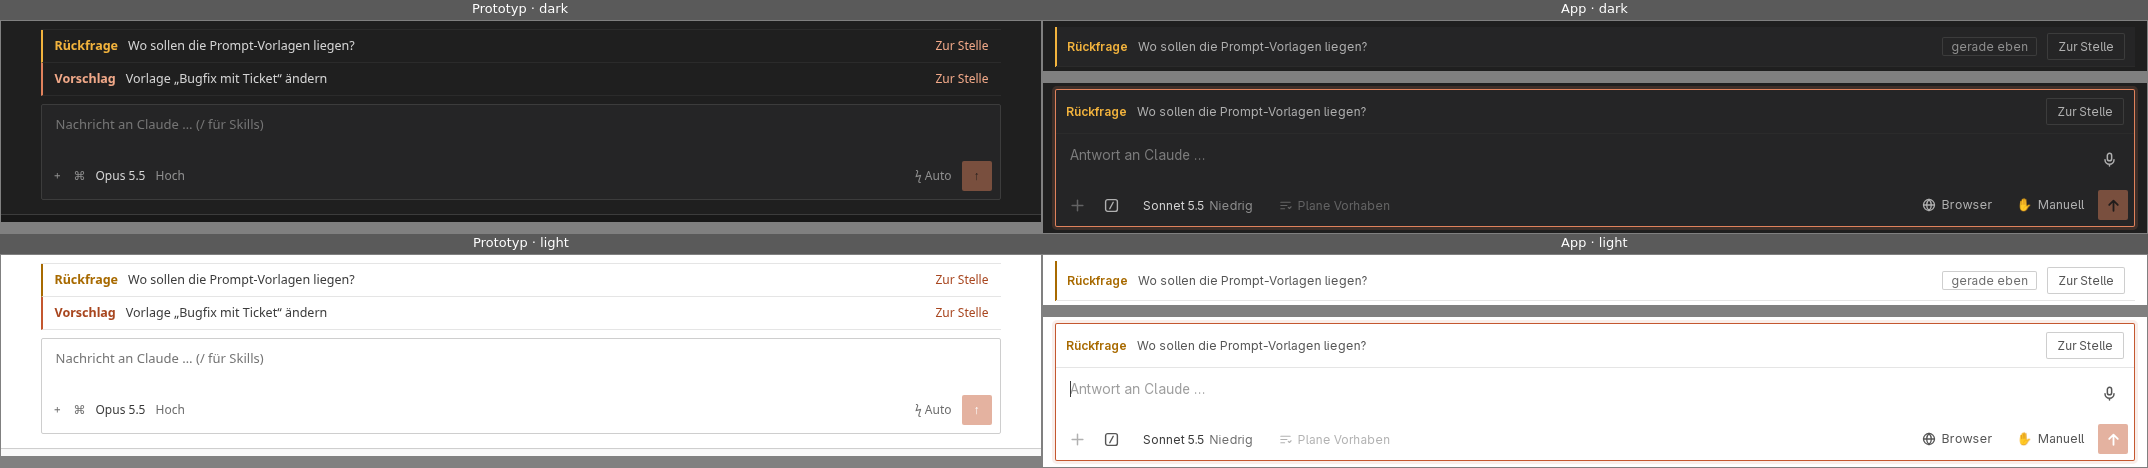 Prototyp · dark
Rückfrage Wo sollen die Prompt-Vorlagen liegen? Zur Stelle
Vorschlag Vorlage „Bugfix mit Ticket“ ändern Zur Stelle
Nachricht an Claude … (/ für Skills)
+ ⌘ Opus 5.5 Hoch Auto ↑
App · dark
Rückfrage Wo sollen die Prompt-Vorlagen liegen? gerade eben Zur Stelle
Rückfrage Wo sollen die Prompt-Vorlagen liegen? Zur Stelle
Antwort an Claude …
Sonnet 5.5 Niedrig Plane Vorhaben Browser Manuell
Prototyp · light
Rückfrage Wo sollen die Prompt-Vorlagen liegen? Zur Stelle
Vorschlag Vorlage „Bugfix mit Ticket“ ändern Zur Stelle
Nachricht an Claude … (/ für Skills)
+ ⌘ Opus 5.5 Hoch Auto ↑
App · light
Rückfrage Wo sollen die Prompt-Vorlagen liegen? gerade eben Zur Stelle
Rückfrage Wo sollen die Prompt-Vorlagen liegen? Zur Stelle
Antwort an Claude …
Sonnet 5.5 Niedrig Plane Vorhaben Browser Manuell